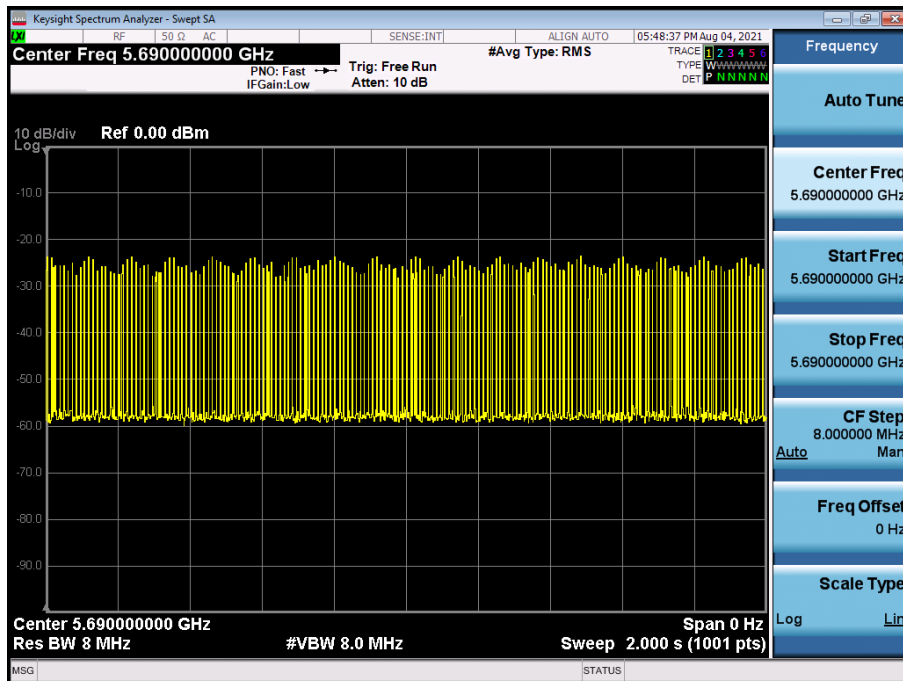 Keysight Spectrum Analyzer - Swept SA
LXI RF 50 Ω AC SENSE:INT ALIGN AUTO 05:48:37 PM Aug 04, 2021
Center Freq 5.690000000 GHz
PNO: Fast
IFGain:Low
Trig: Free Run
Atten: 10 dB
#Avg Type: RMS
TRACE 1 2 3 4 5 6
TYPE W W W W W W
DET P N N N N N
10 dB/div Ref 0.00 dBm
Log
-10.0
-20.0
-30.0
-40.0
-50.0
-60.0
-70.0
-80.0
-90.0
Center 5.690000000 GHz Span 0 Hz
Res BW 8 MHz #VBW 8.0 MHz Sweep 2.000 s (1001 pts)
MSG STATUS
Frequency
Auto Tune
Center Freq
5.690000000 GHz
Start Freq
5.690000000 GHz
Stop Freq
5.690000000 GHz
CF Step
8.000000 MHz
Auto Man
Freq Offset
0 Hz
Scale Type
Log Lin